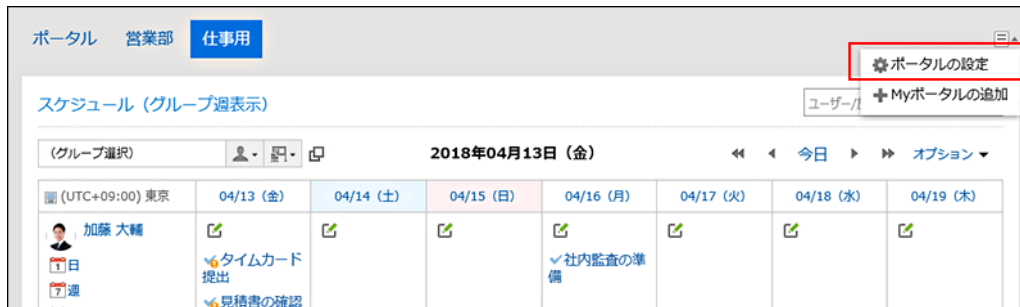 ポータル 営業部 仕事用
ポータルの設定
Myポータルの追加
スケジュール（グループ週表示）
ユーザー/
（グループ選択） 2018年04月13日（金） 今日 オプション
(UTC+09:00) 東京 04/13（金） 04/14（土） 04/15（日） 04/16（月） 04/17（火） 04/18（水） 04/19（木）
加藤 大輔
1 日
7 週
タイムカード
提出
見積書の確認
社内監査の準
備